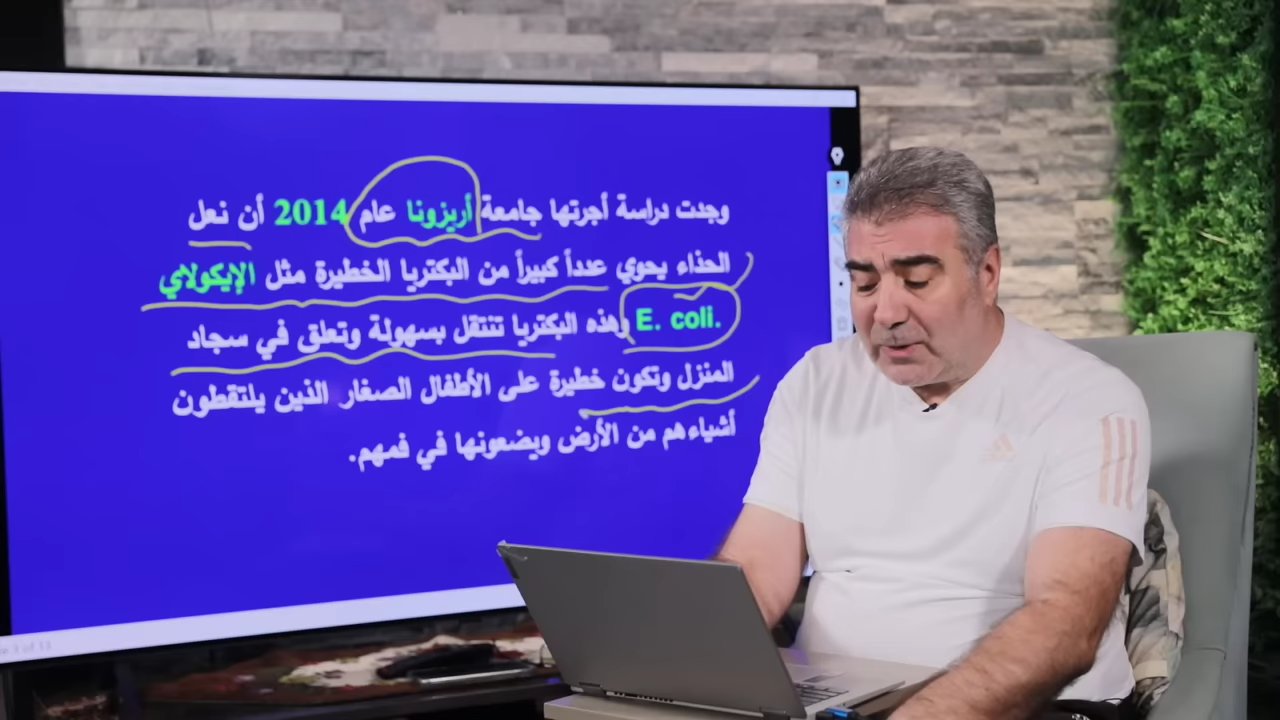 وجدت دراسة أجرتها جامعة أريزونا عام 2014 أن نعل
الحذاء يحوي عدداً كبيراً من البكتريا الخطيرة مثل الإيكولاي
E. coli. وهذه البكتريا تنتقل بسهولة وتعلق في سجاد
المنزل وتكون خطيرة على الأطفال الصغار الذين يلتقطون
أشياءهم من الأرض ويضعونها في فمهم.